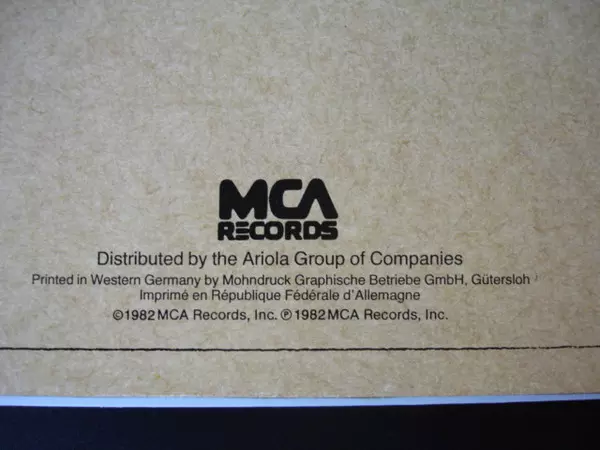 MCA
RECORDS
Distributed by the Ariola Group of Companies
Printed in Western Germany by Mohndruck Graphische Betriebe GmbH, Gütersloh
Imprimé en République Fédérale d'Allemagne
©1982 MCA Records, Inc. ℗ 1982 MCA Records, Inc.